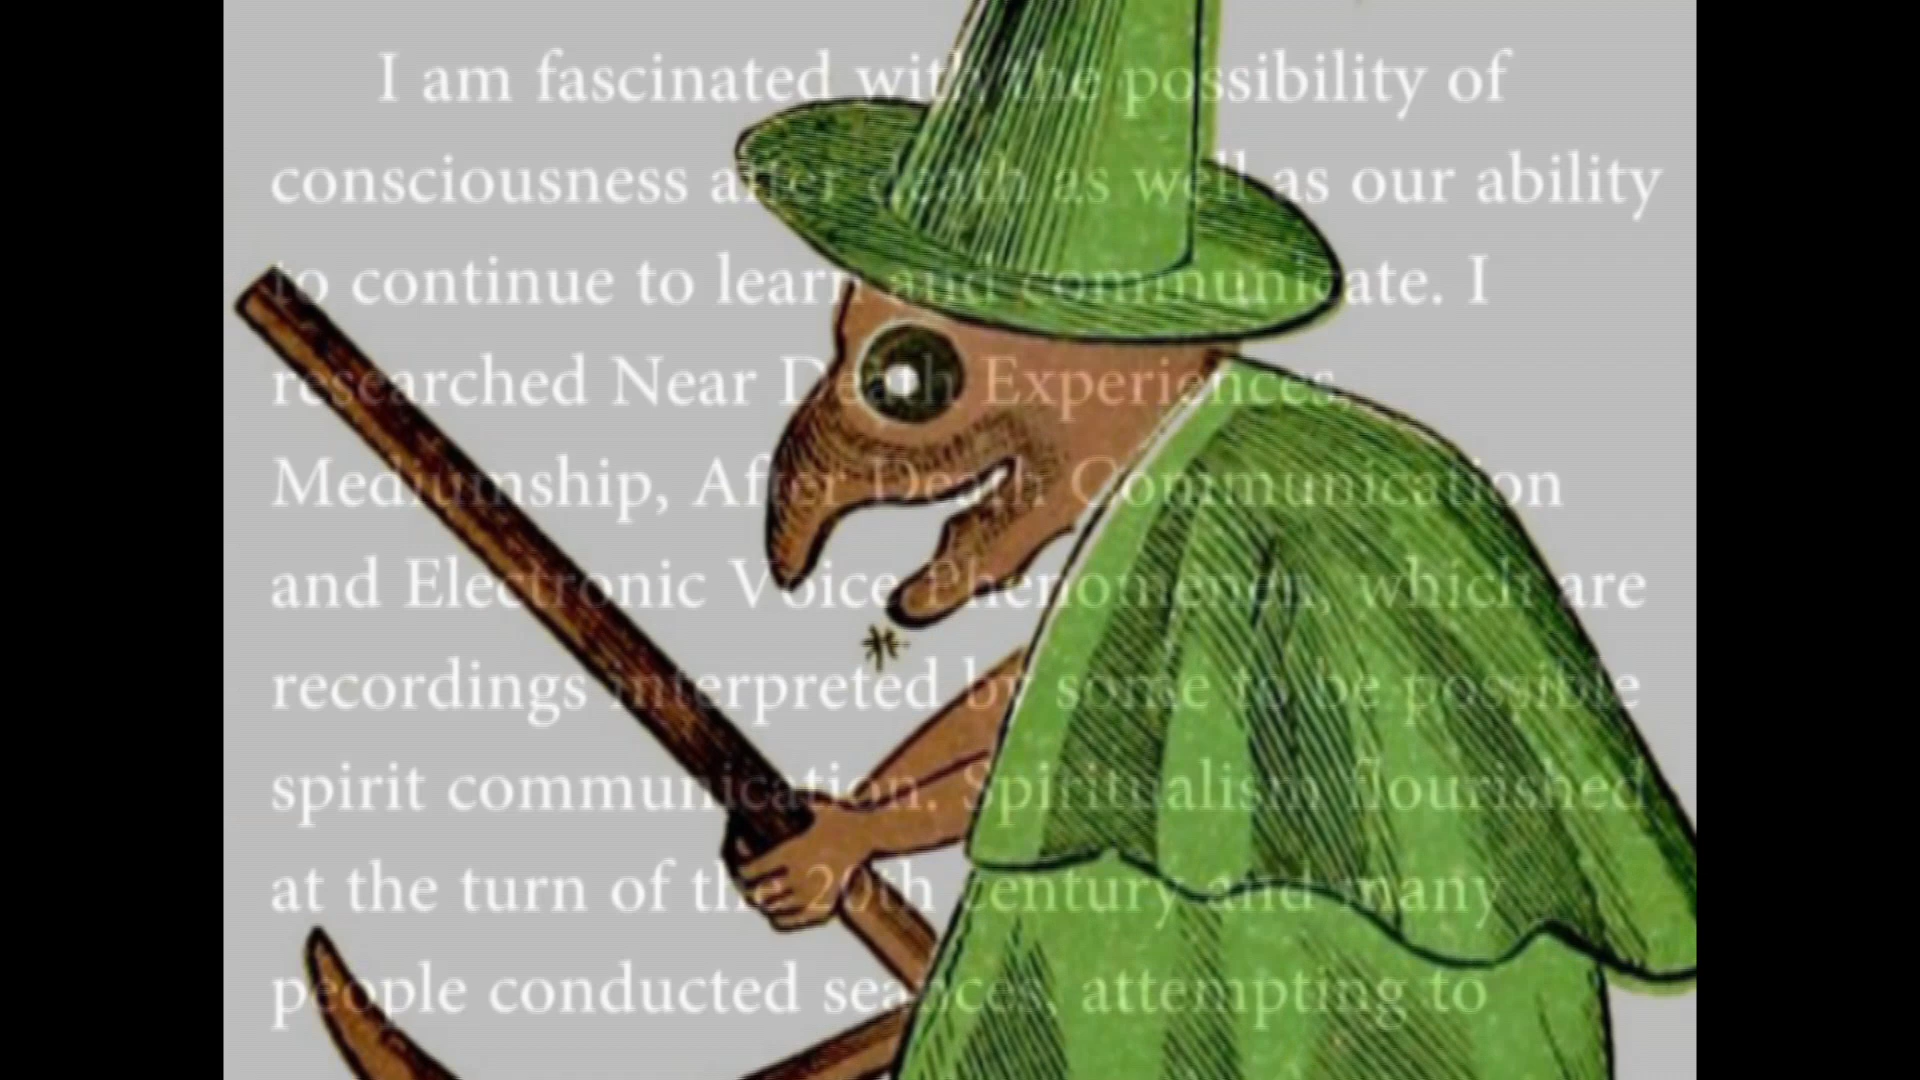 I am fascinated with the possibility of
consciousness after death as well as our ability
to continue to learn and communicate. I
researched Near Death Experiences,
Mediumship, After Death Communication
and Electronic Voice Phenomenen, which are
recordings interpreted by some to be possible
spirit communication. Spiritualism flourished
at the turn of the 20th century and many
people conducted seances, attempting to